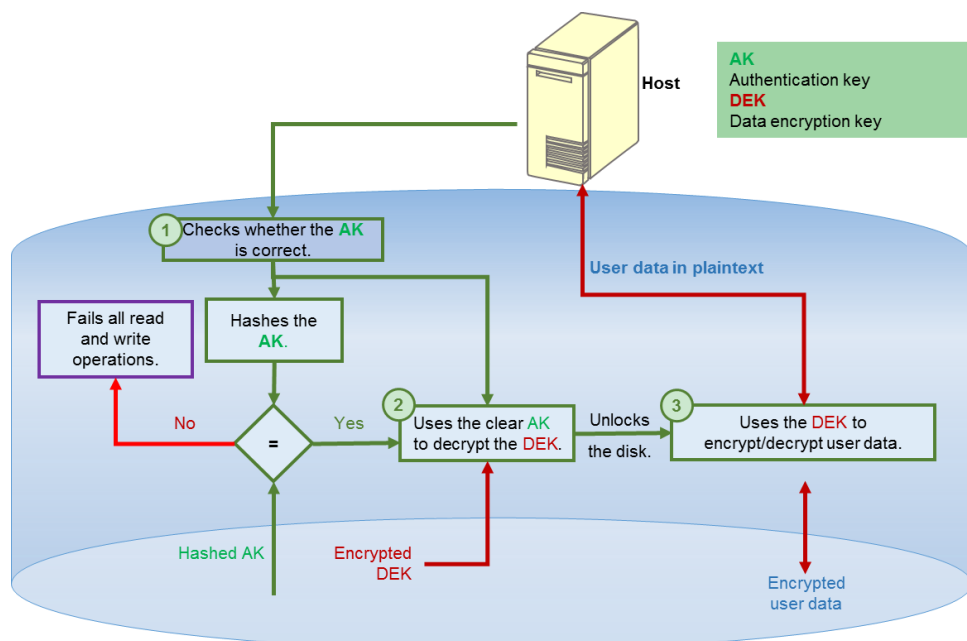 Host
AK
Authentication key
DEK
Data encryption key
1
Checks whether the AK
is correct.
User data in plaintext
Fails all read
and write
operations.
Hashes the
AK.
No
=
Yes
2
Uses the clear AK
to decrypt the DEK.
Unlocks
the disk.
3
Uses the DEK to
encrypt/decrypt user data.
Hashed AK
Encrypted
DEK
Encrypted
user data